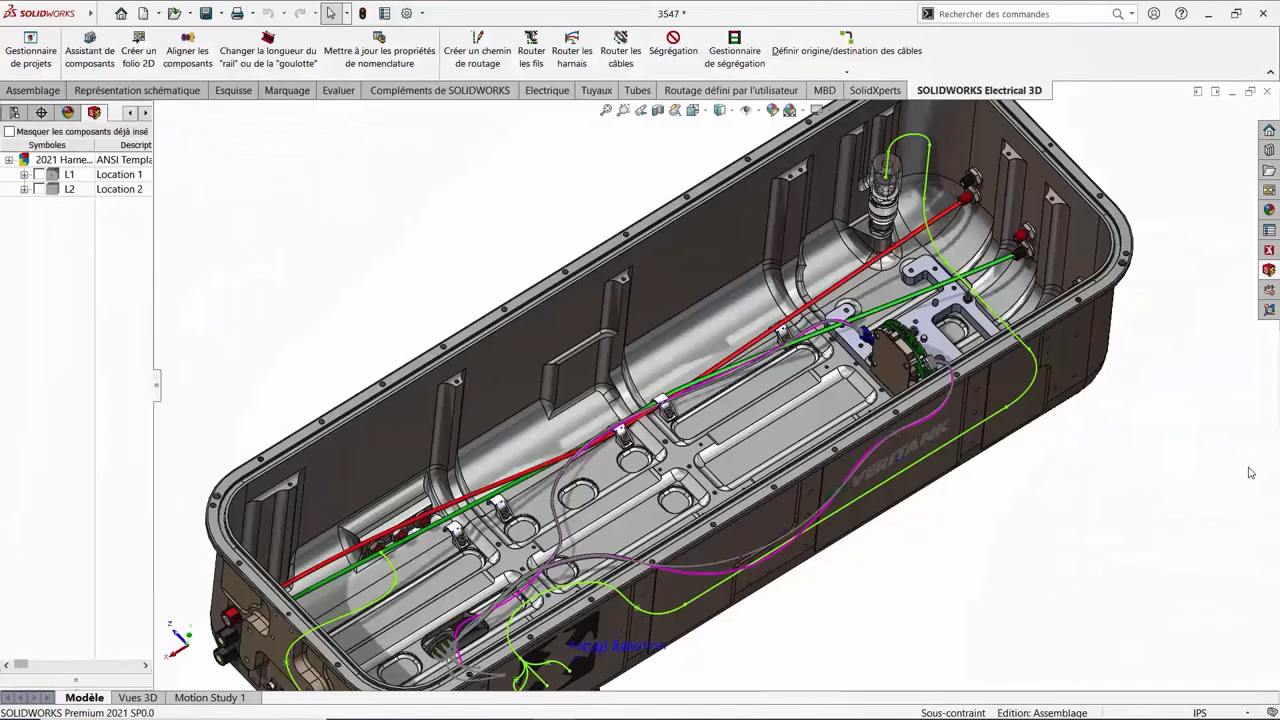 SOLIDWORKS
3547 *
Rechercher des commandes
Gestionnaire de projets
Assistant de composants
Créer un folio 2D
Aligner les composants
Changer la longueur du "rail" ou de la "goulotte"
Mettre à jour les propriétés de nomenclature
Créer un chemin de routage
Router les fils
Router les harnais
Router les câbles
Ségrégation
Gestionnaire de ségrégation
Définir origine/destination des câbles
Assemblage
Représentation schématique
Esquisse
Marquage
Evaluer
Compléments de SOLIDWORKS
Electrique
Tuyaux
Tubes
Routage défini par l'utilisateur
MBD
SolidXperts
SOLIDWORKS Electrical 3D
Masquer les composants déjà insé
Symboles
Descript
2021 Harne... ANSI Templa
L1 Location 1
L2 Location 2
VERITANK
z
x
Modèle
Vues 3D
Motion Study 1
SOLIDWORKS Premium 2021 SP0.0
Sous-contraint
Edition: Assemblage
IPS